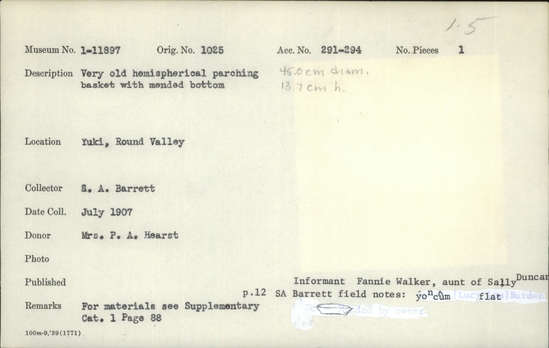 1-5
Museum No. 1-11897 Orig. No. 1025 Acc. No. 291-294 No. Pieces 1
Description Very old hemispherical parching basket with mended bottom
45.0 cm diam.
13.7 cm h.
Location Yuki, Round Valley
Collector S. A. Barrett
Date Coll. July 1907
Donor Mrs. P. A. Hearst
Photo
Published
Informant Fannie Walker, aunt of Sally Duncan
p.12 SA Barrett field notes: yoⁿcûm flat
Remarks For materials see Supplementary Cat. 1 Page 88
100m-9,'39(1771)